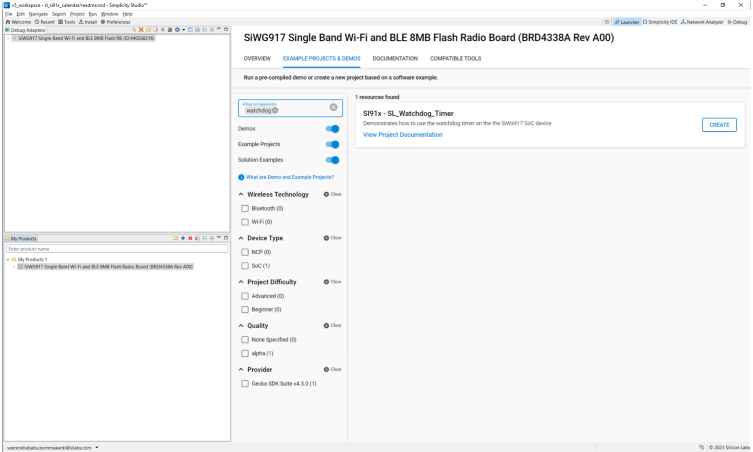 v5_workspace - sl_si91x_calendar/readme.md - Simplicity Studio™
File Edit Navigate Search Project Run Window Help
Welcome Recent Tools Install Preferences
Launcher Simplicity IDE Network Analyzer Debug
Debug Adapters
SiWG917 Single Band Wi-Fi and BLE 8MB Flash RB (ID:440268216)
SiWG917 Single Band Wi-Fi and BLE 8MB Flash Radio Board (BRD4338A Rev A00)
OVERVIEW EXAMPLE PROJECTS & DEMOS DOCUMENTATION COMPATIBLE TOOLS
Run a pre-compiled demo or create a new project based on a software example.
Filter on keywords
watchdog
Demos
Example Projects
Solution Examples
What are Demo and Example Projects?
Wireless Technology Clear
Bluetooth (0)
Wi-Fi (0)
Device Type Clear
NCP (0)
SoC (1)
Project Difficulty Clear
Advanced (0)
Beginner (0)
Quality Clear
None Specified (0)
alpha (1)
Provider Clear
Gecko SDK Suite v4.3.0 (1)
1 resources found
SI91x - SL_Watchdog_Timer
Demonstrates how to use the watchdog timer on the the SiWx917 SoC device
View Project Documentation
CREATE
My Products
Enter product name
My Products 1
SiWG917 Single Band Wi-Fi and BLE 8MB Flash Radio Board (BRD4338A Rev A00)
© 2023 Silicon Labs